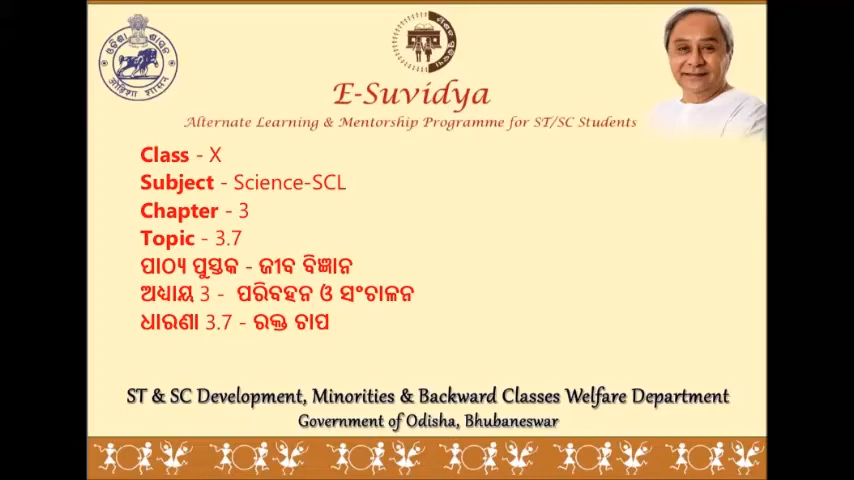 E-Suvidya
Alternate Learning & Mentorship Programme for ST/SC Students
Class - X
Subject - Science-SCL
Chapter - 3
Topic - 3.7
ପାଠ୍ୟ ପୁସ୍ତକ - ଜୀବ ବିଜ୍ଞାନ
ଅଧ୍ୟାୟ 3 - ପରିବହନ ଓ ସଂଚାଳନ
ଧାରଣା 3.7 - ରକ୍ତ ଚାପ
ST & SC Development, Minorities & Backward Classes Welfare Department
Government of Odisha, Bhubaneswar